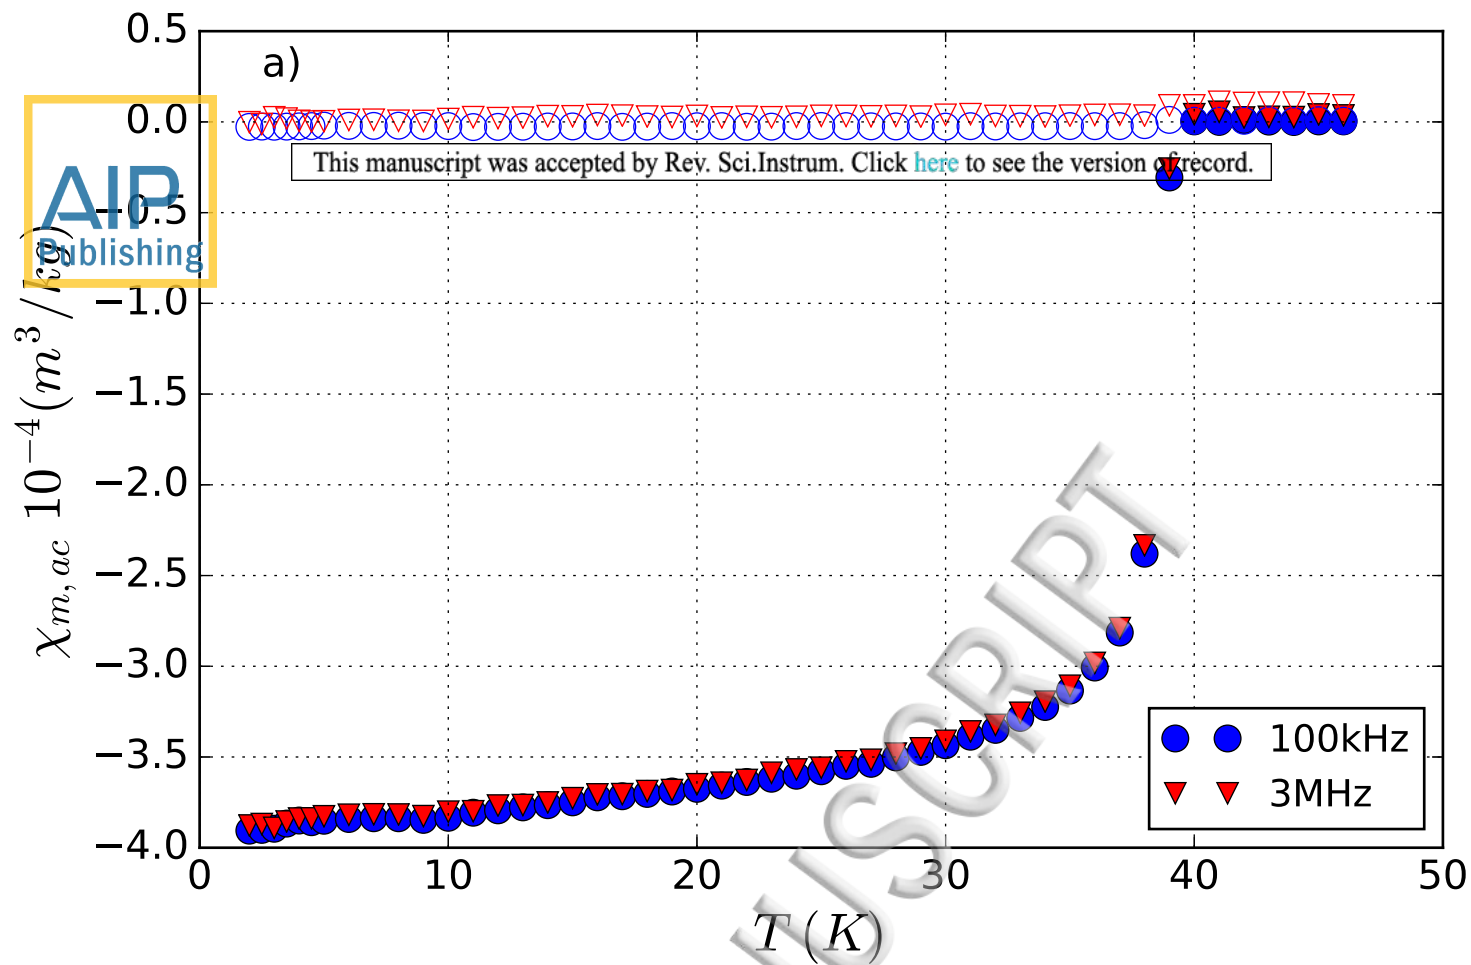 a)
0.5
0.0
−0.5
−1.0
−1.5
−2.0
−2.5
−3.0
−3.5
−4.0
χm,ac 10−4(m3/kg)
AIP
Publishing
This manuscript was accepted by Rev. Sci.Instrum. Click here to see the version of record.
100kHz
3MHz
0 10 20 30 40 50
T (K)
USCRIPT